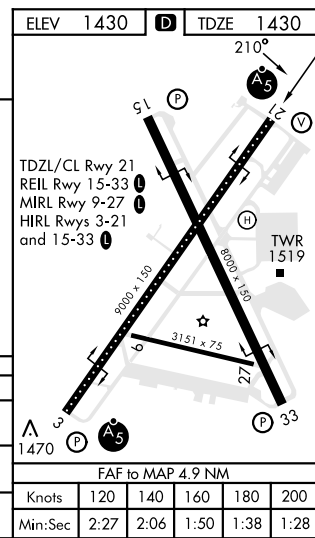 ELEV 1430 D TDZE 1430
210°
A5
15
P
21
V
TDZL/CL Rwy 21
REIL Rwy 15-33 L
MIRL Rwy 9-27 L
HIRL Rwys 3-21
and 15-33 L
H
TWR
1519
9000 x 150
8000 x 150
3151 x 75
9
27
3
33
P
A5
P
1470
FAF to MAP 4.9 NM
Knots 120 140 160 180 200
Min:Sec 2:27 2:06 1:50 1:38 1:28